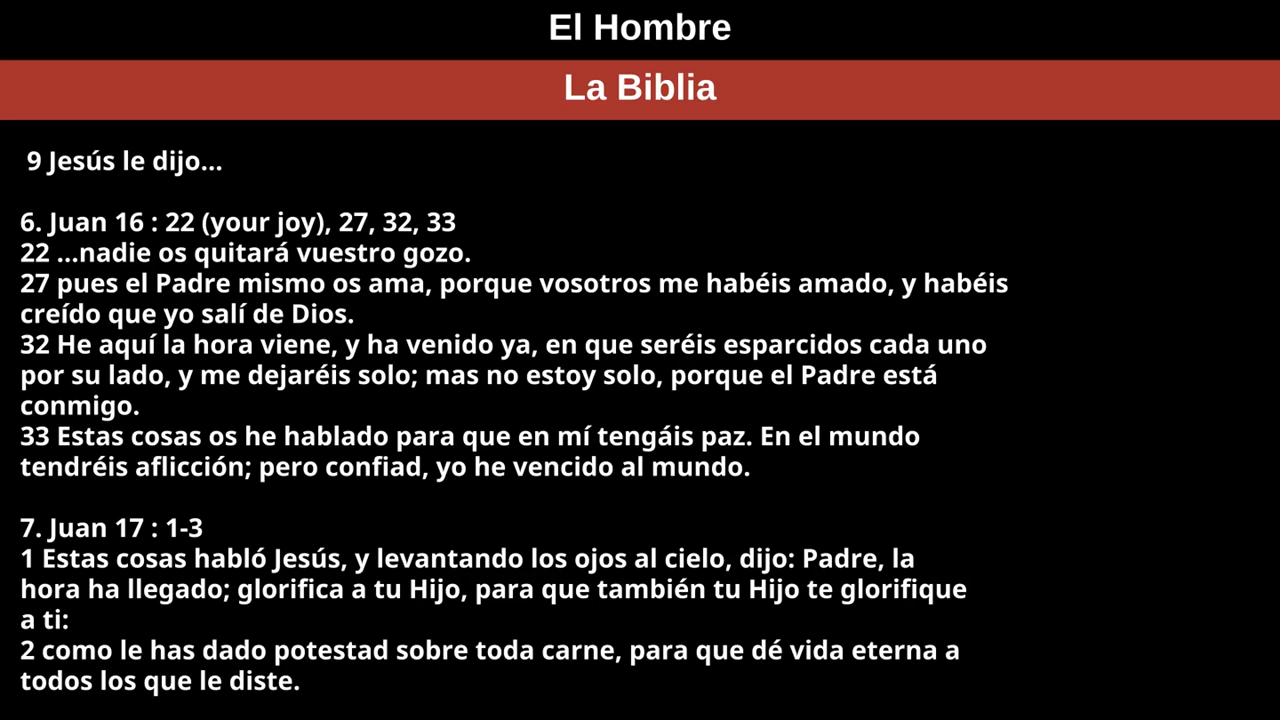 El Hombre
La Biblia
9 Jesús le dijo...
6. Juan 16 : 22 (your joy), 27, 32, 33
22 ...nadie os quitará vuestro gozo.
27 pues el Padre mismo os ama, porque vosotros me habéis amado, y habéis
creído que yo salí de Dios.
32 He aquí la hora viene, y ha venido ya, en que seréis esparcidos cada uno
por su lado, y me dejaréis solo; mas no estoy solo, porque el Padre está
conmigo.
33 Estas cosas os he hablado para que en mí tengáis paz. En el mundo
tendréis aflicción; pero confiad, yo he vencido al mundo.
7. Juan 17 : 1-3
1 Estas cosas habló Jesús, y levantando los ojos al cielo, dijo: Padre, la
hora ha llegado; glorifica a tu Hijo, para que también tu Hijo te glorifique
a ti:
2 como le has dado potestad sobre toda carne, para que dé vida eterna a
todos los que le diste.